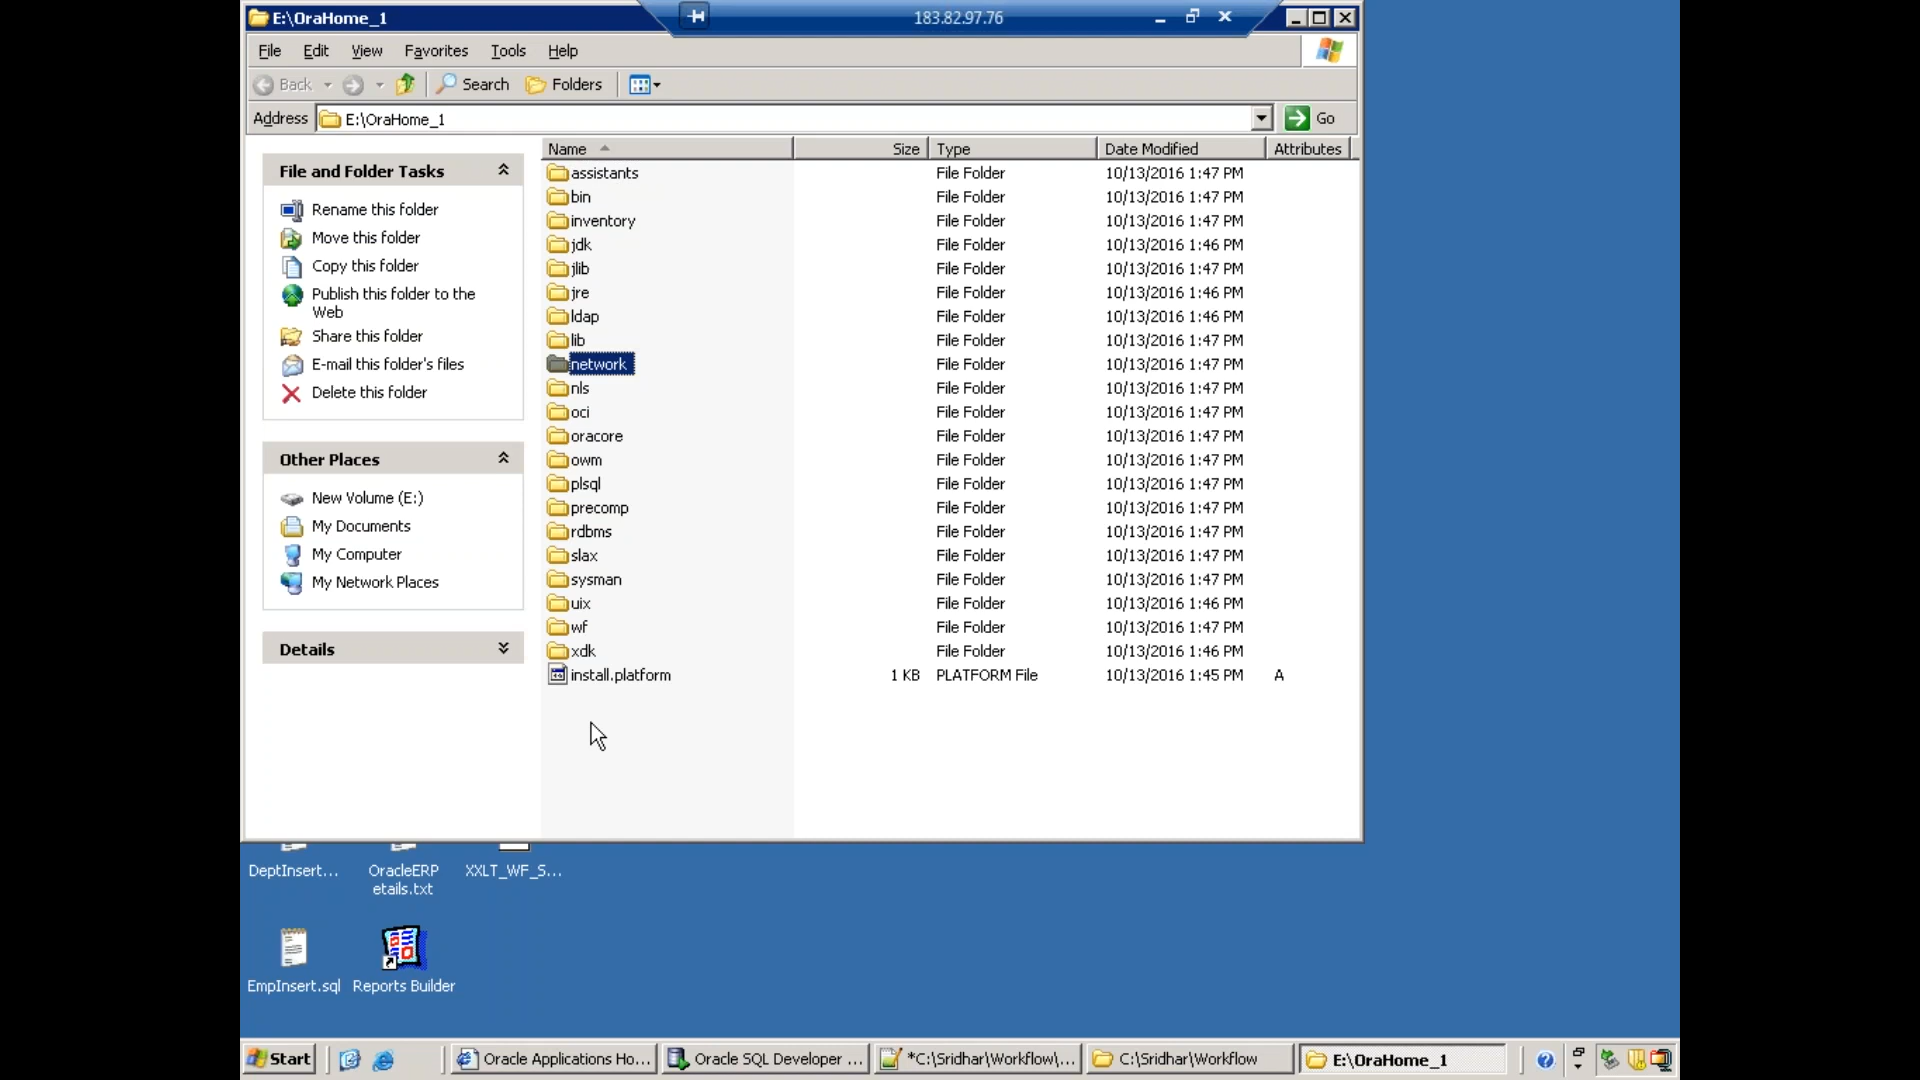 E:\OraHome_1
183.82.97.76
File Edit View Favorites Tools Help
Back Search Folders
Address E:\OraHome_1 Go
Name Size Type Date Modified Attributes
File and Folder Tasks
Rename this folder
Move this folder
Copy this folder
Publish this folder to the
Web
Share this folder
E-mail this folder's files
Delete this folder
Other Places
New Volume (E:)
My Documents
My Computer
My Network Places
Details
assistants File Folder 10/13/2016 1:47 PM
bin File Folder 10/13/2016 1:47 PM
inventory File Folder 10/13/2016 1:47 PM
jdk File Folder 10/13/2016 1:46 PM
jlib File Folder 10/13/2016 1:47 PM
jre File Folder 10/13/2016 1:46 PM
ldap File Folder 10/13/2016 1:46 PM
lib File Folder 10/13/2016 1:47 PM
network File Folder 10/13/2016 1:47 PM
nls File Folder 10/13/2016 1:47 PM
oci File Folder 10/13/2016 1:47 PM
oracore File Folder 10/13/2016 1:47 PM
owm File Folder 10/13/2016 1:47 PM
plsql File Folder 10/13/2016 1:47 PM
precomp File Folder 10/13/2016 1:47 PM
rdbms File Folder 10/13/2016 1:47 PM
slax File Folder 10/13/2016 1:47 PM
sysman File Folder 10/13/2016 1:47 PM
uix File Folder 10/13/2016 1:46 PM
wf File Folder 10/13/2016 1:47 PM
xdk File Folder 10/13/2016 1:46 PM
install.platform 1 KB PLATFORM File 10/13/2016 1:45 PM A
DeptInsert... OracleERP XXLT_WF_S...
etails.txt
EmpInsert.sql Reports Builder
Start Oracle Applications Ho... Oracle SQL Developer ... *C:\Sridhar\Workflow\... C:\Sridhar\Workflow E:\OraHome_1